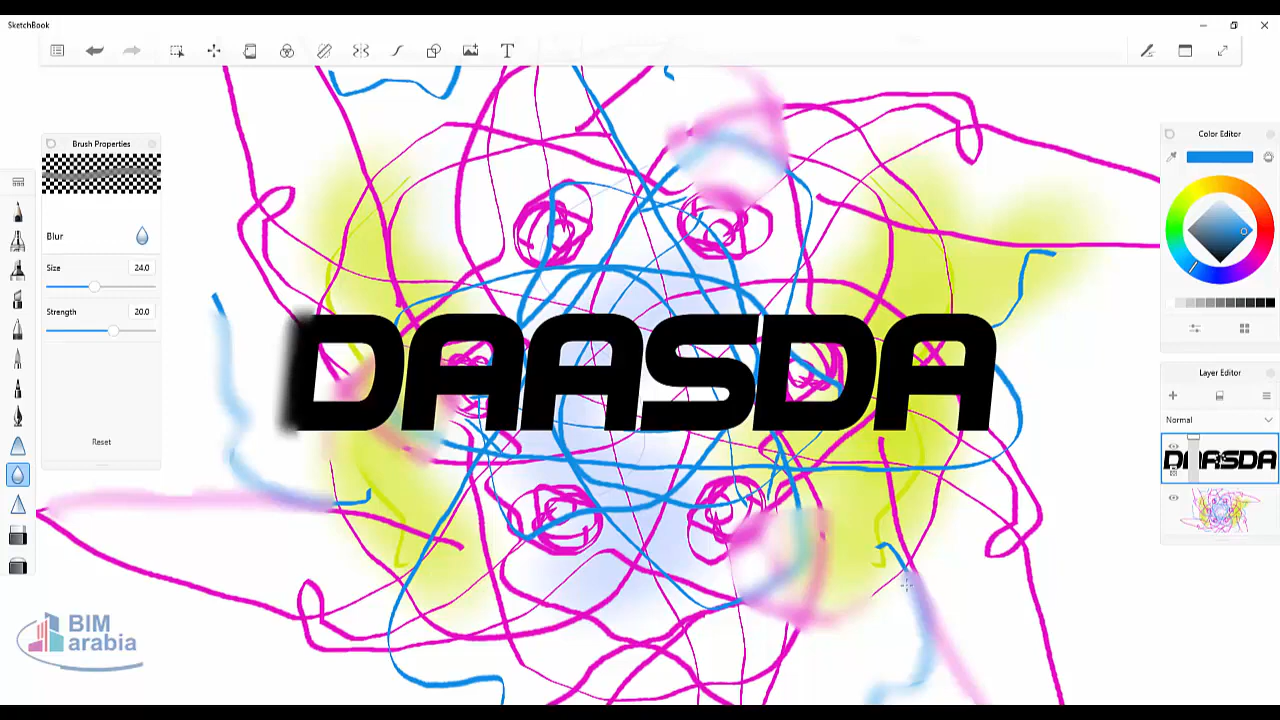 SketchBook
Brush Properties
Blur
Size
24.0
Strength
20.0
Reset
DAASDA
Color Editor
Layer Editor
Normal
DAASDA
BIM
arabia